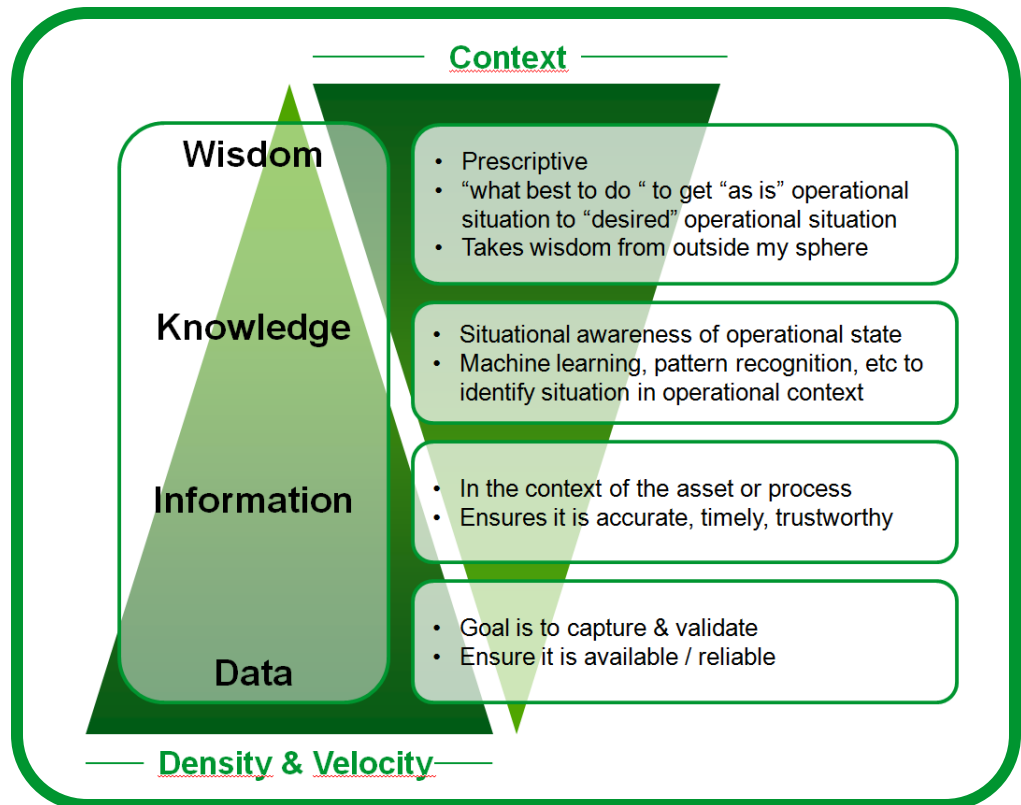 Context
Wisdom
• Prescriptive
• “what best to do “ to get “as is” operational
situation to “desired” operational situation
• Takes wisdom from outside my sphere
Knowledge
• Situational awareness of operational state
• Machine learning, pattern recognition, etc to
identify situation in operational context
Information
• In the context of the asset or process
• Ensures it is accurate, timely, trustworthy
Data
• Goal is to capture & validate
• Ensure it is available / reliable
Density & Velocity